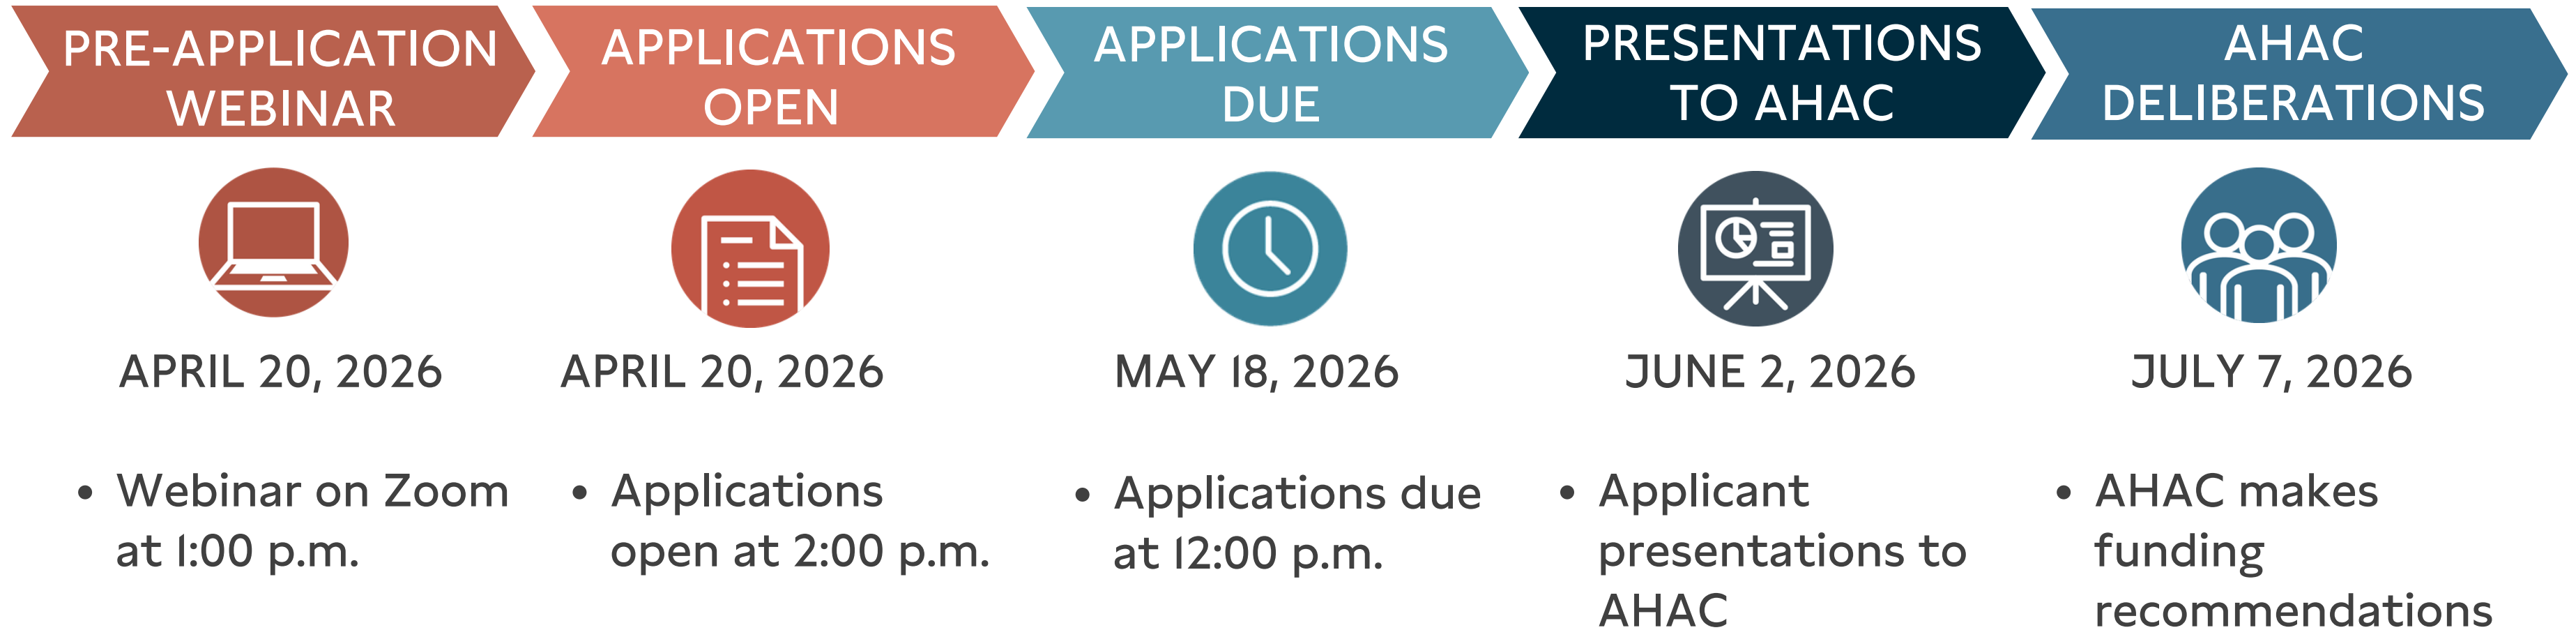 PRE-APPLICATION
WEBINAR
APPLICATIONS
OPEN
APPLICATIONS
DUE
PRESENTATIONS
TO AHAC
AHAC
DELIBERATIONS
APRIL 20, 2026
APRIL 20, 2026
MAY 18, 2026
JUNE 2, 2026
JULY 7, 2026
• Webinar on Zoom
at 1:00 p.m.
• Applications
open at 2:00 p.m.
• Applications due
at 12:00 p.m.
• Applicant
presentations to
AHAC
• AHAC makes
funding
recommendations